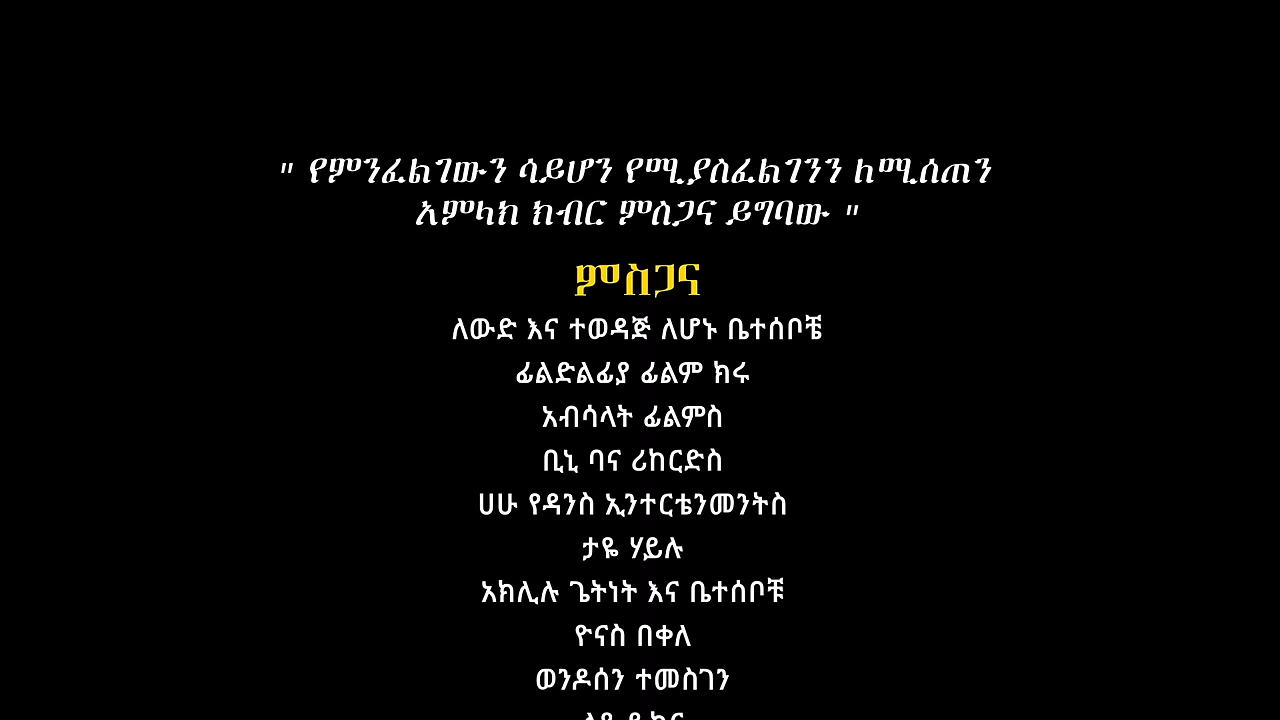 " የምንፈልገውን ሳይሆን የሚያስፈልገንን ለሚሰጠን
አምላክ ክብር ምስጋና ይግባው "
ምስጋና
ለውድ እና ተወዳጅ ለሆኑ ቤተሰቦቼ
ፊልድልፊያ ፊልም ክሩ
አብሳላት ፊልምስ
ቢኒ ባና ሪከርድስ
ሀሁ የዳንስ ኢንተርቴንመንትስ
ታዬ ሃይሉ
አክሊሉ ጌትነት እና ቤተሰቦቹ
ዮናስ በቀለ
ወንዶሰን ተመስገን